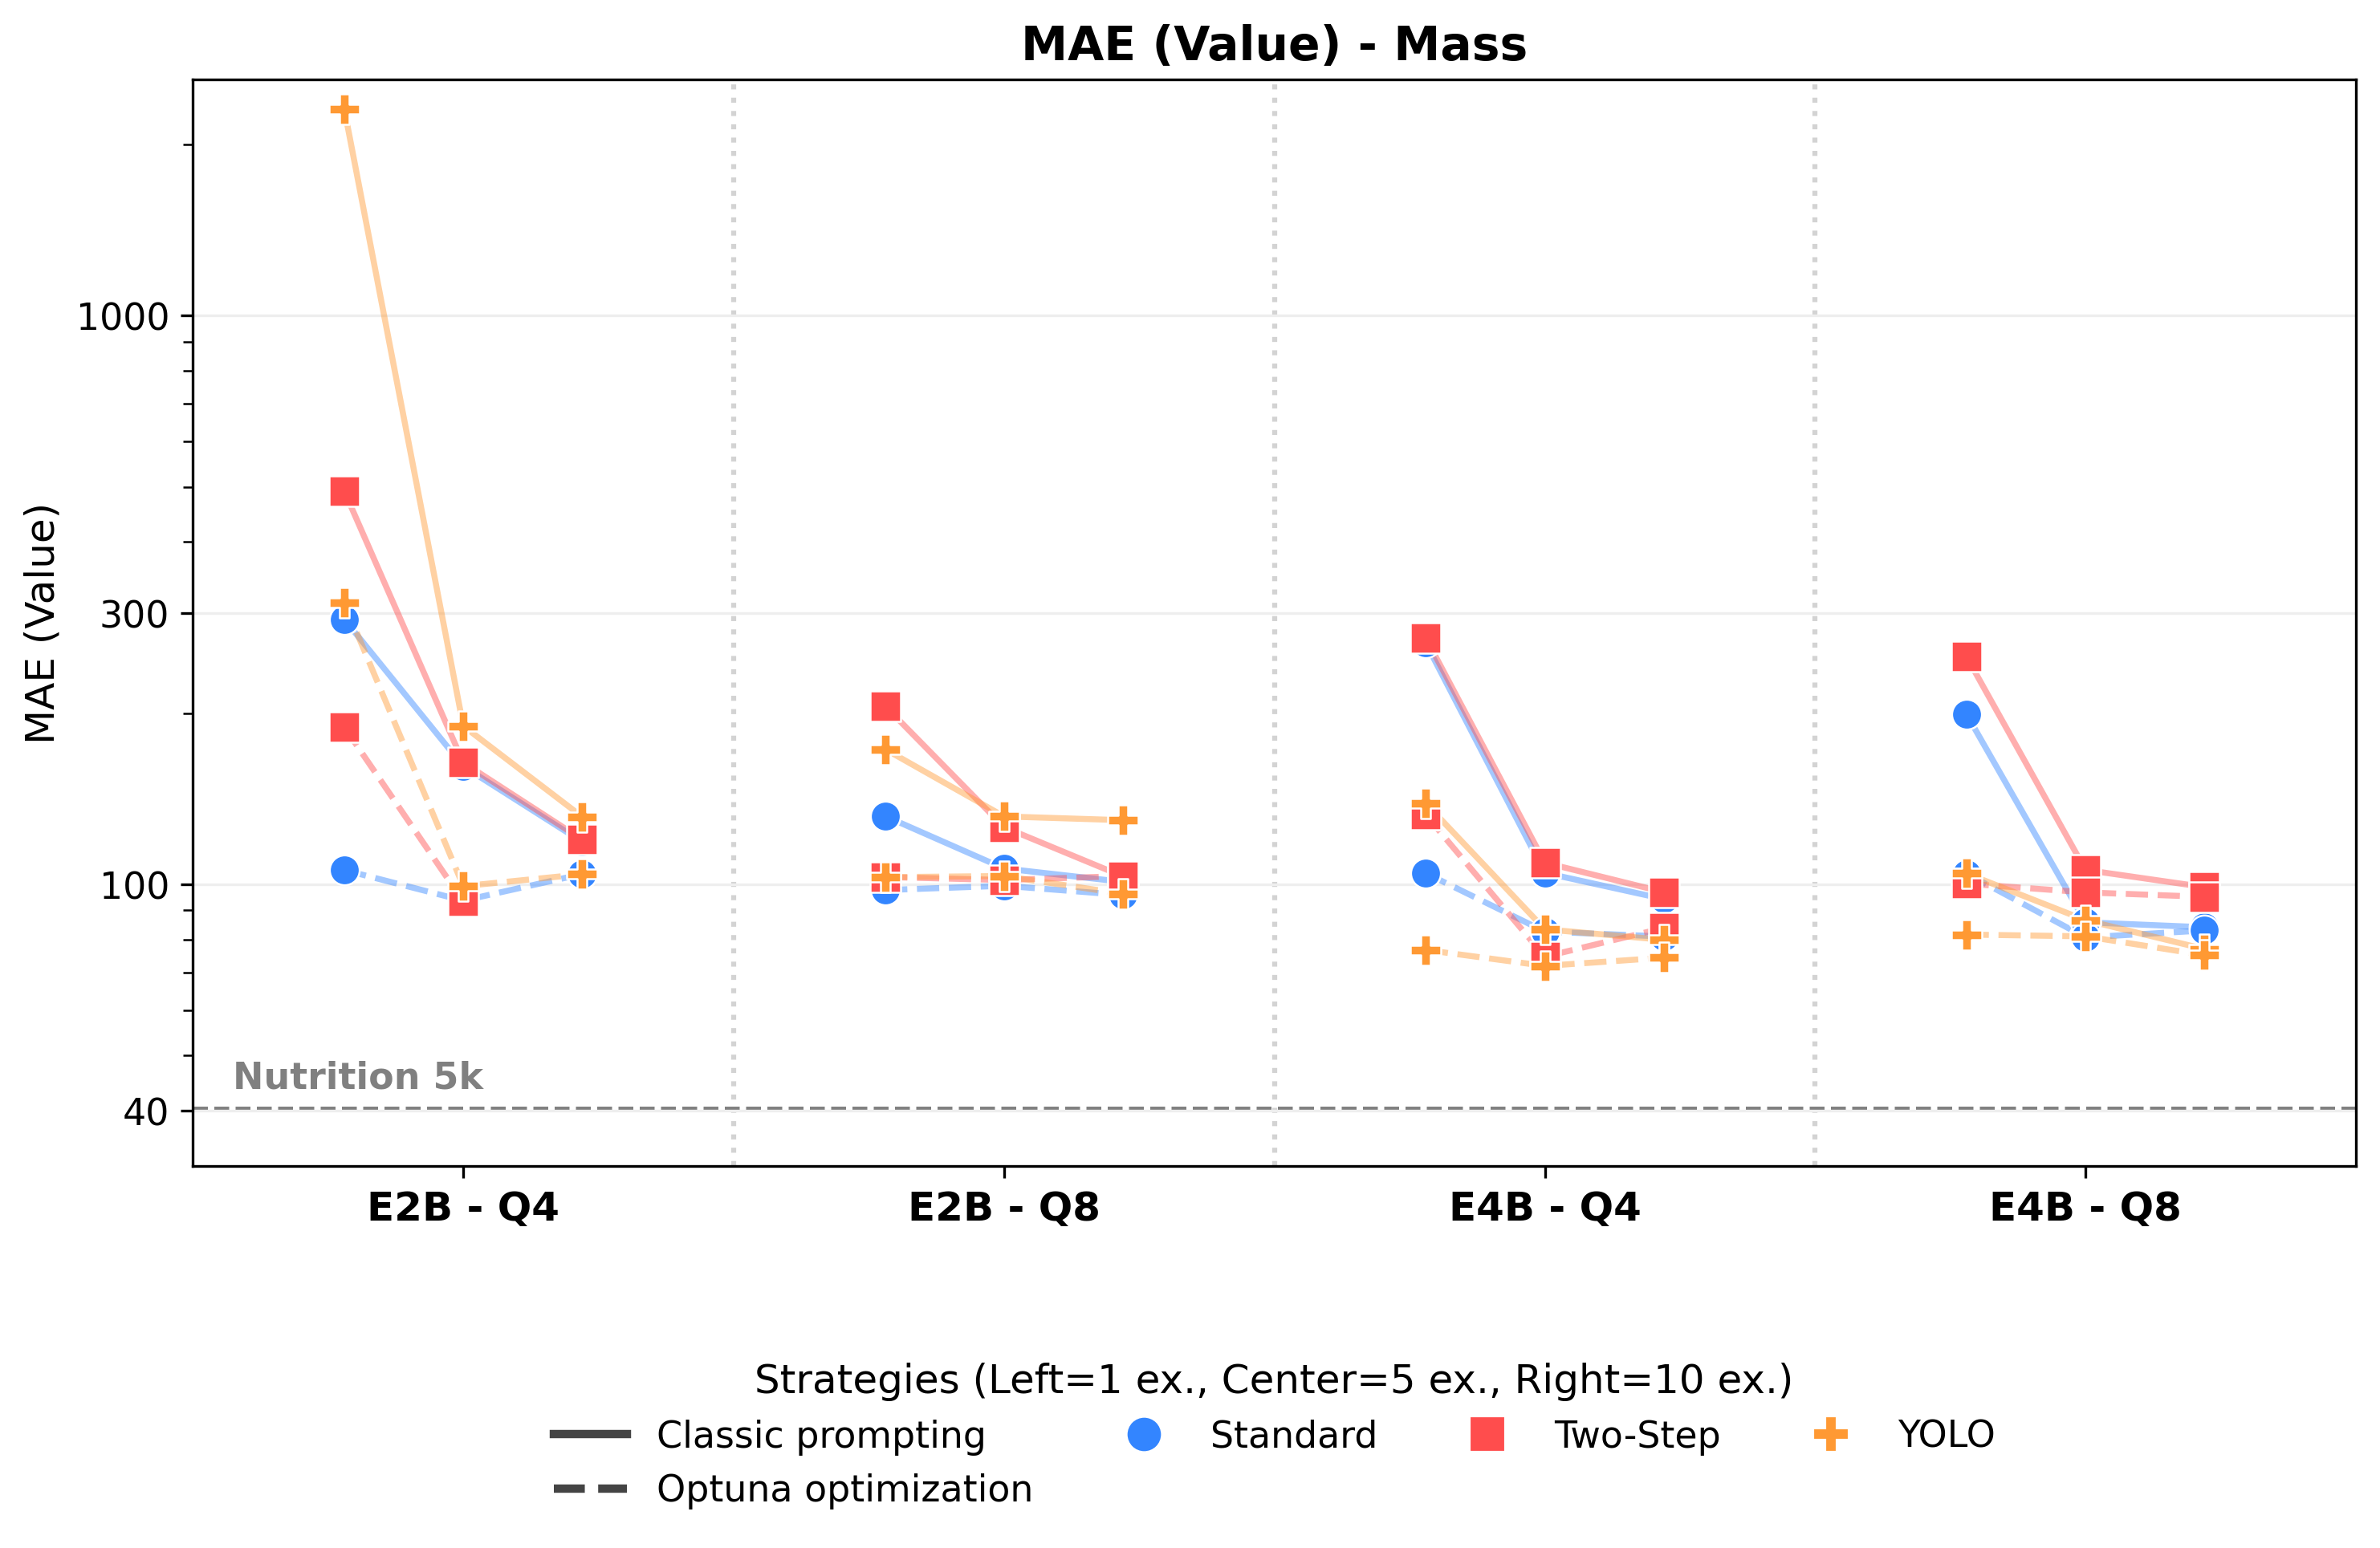 MAE (Value) - Mass
MAE (Value)
1000
300
100
40
Nutrition 5k
E2B - Q4
E2B - Q8
E4B - Q4
E4B - Q8
Strategies (Left=1 ex., Center=5 ex., Right=10 ex.)
Classic prompting
Standard
Two-Step
YOLO
Optuna optimization